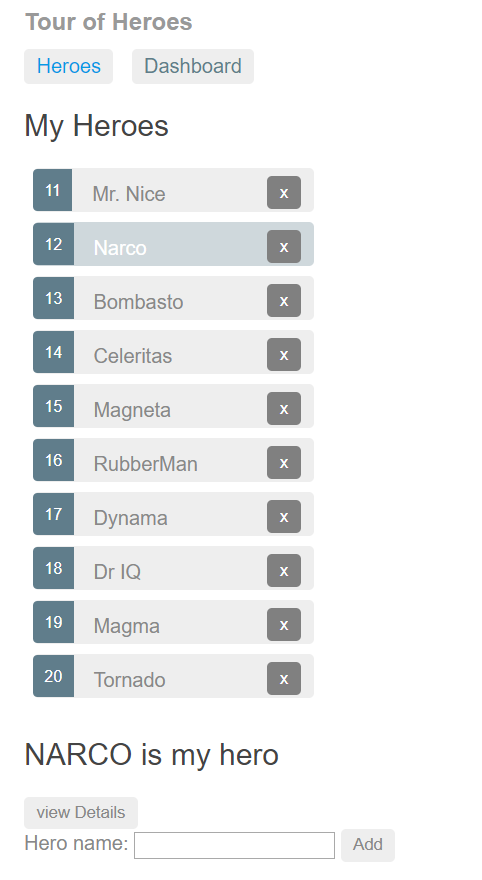 Tour of Heroes
Heroes Dashboard
My Heroes
11 Mr. Nice x
12 Narco x
13 Bombasto x
14 Celeritas x
15 Magneta x
16 RubberMan x
17 Dynama x
18 Dr IQ x
19 Magma x
20 Tornado x
NARCO is my hero
view Details
Hero name: Add